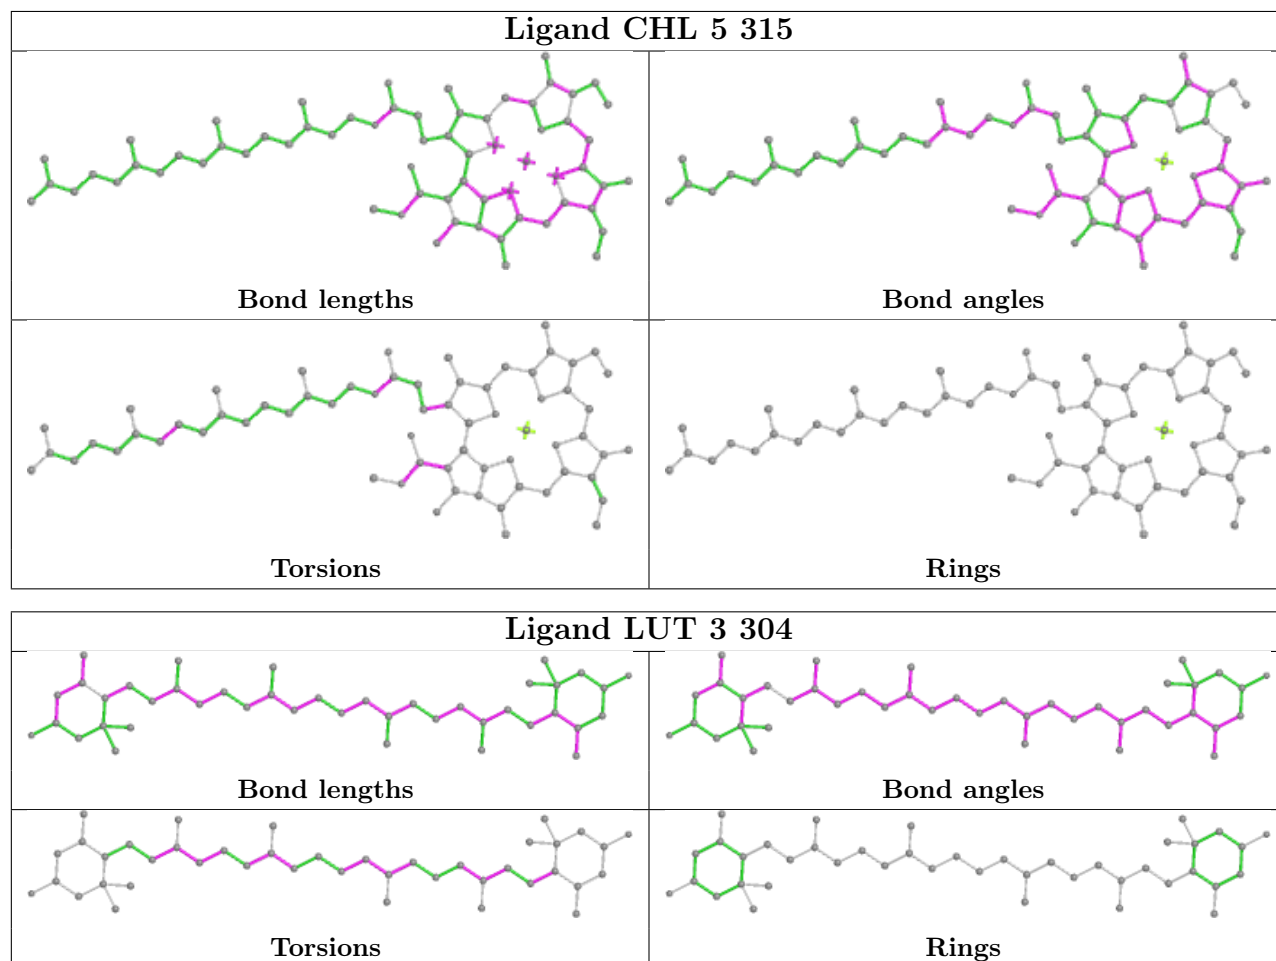 Ligand CHL 5 315
Bond lengths
Bond angles
Torsions
Rings
Ligand LUT 3 304
Bond lengths
Bond angles
Torsions
Rings